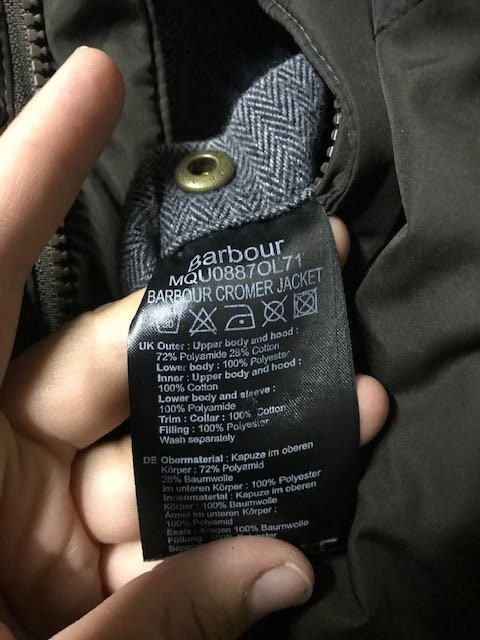 Barbour
MQU0887OL71
BARBOUR CROMER JACKET
UK Outer : Upper body and hood :
72% Polyamide 28% Cotton
Lower body : 100% Polyester
Inner : Upper body and hood :
100% Cotton
Lower body and sleeve :
100% Polyamide
Trim : Collar : 100% Cotton
Filling : 100% Polyester
Wash separately
DE Obermaterial : Kapuze im oberen
Körper : 72% Polyamid
28% Baumwolle
im unteren Körper : 100% Polyester
Innenmaterial : Kapuze im oberen
Körper : 100% Baumwolle
Ärmel im unteren Körper :
100% Polyamid
Besatz : Kragen 100% Baumwolle
Füllung : 100%